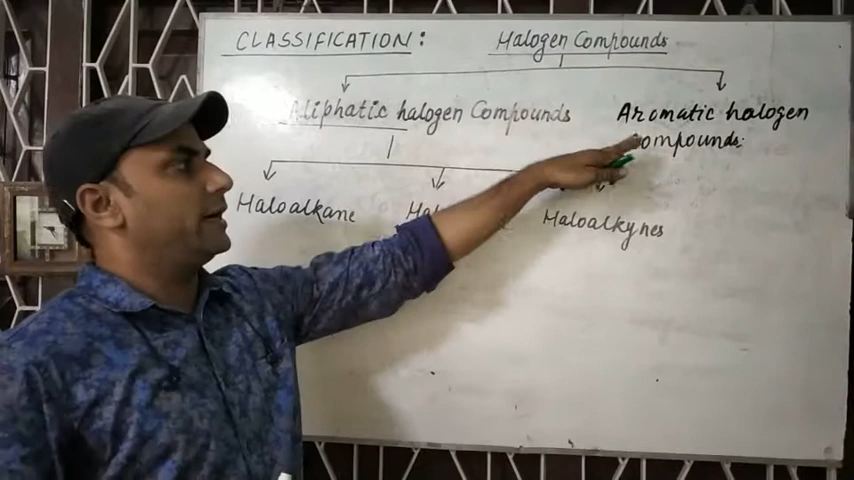 CLASSIFICATION: Halogen Compounds
Aliphatic halogen Compounds Aromatic halogen
compounds:
Haloalkane Haloalkynes